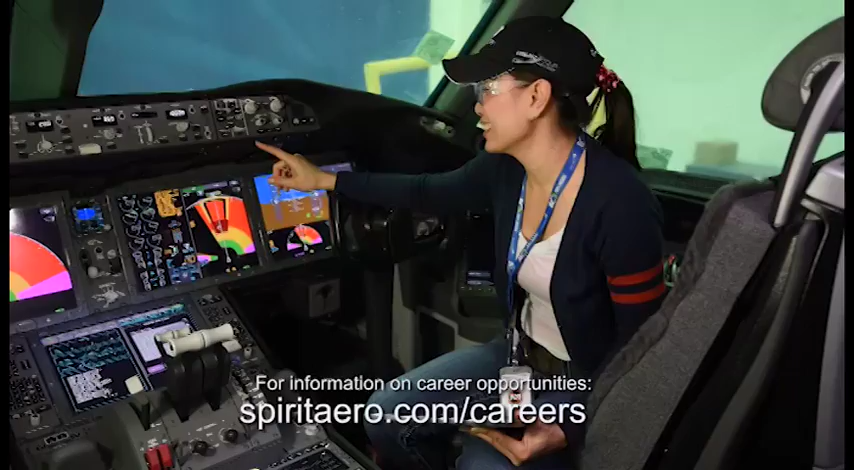 For information on career opportunities:
spiritaero.com/careers